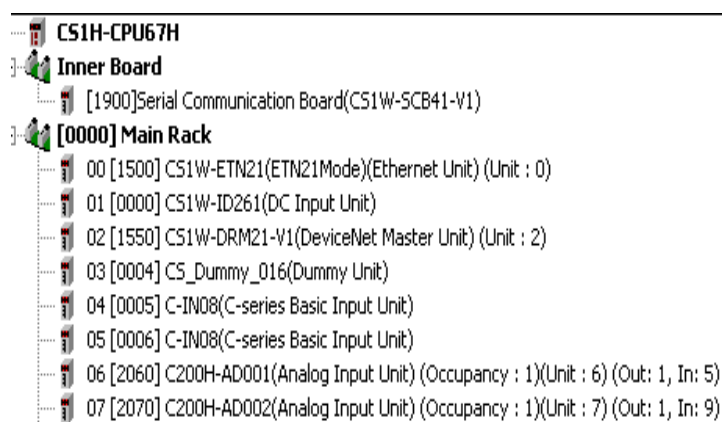 CS1H-CPU67H
Inner Board
[1900]Serial Communication Board(CS1W-SCB41-V1)
[0000] Main Rack
00 [1500] CS1W-ETN21(ETN21Mode)(Ethernet Unit) (Unit : 0)
01 [0000] CS1W-ID261(DC Input Unit)
02 [1550] CS1W-DRM21-V1(DeviceNet Master Unit) (Unit : 2)
03 [0004] CS_Dummy_016(Dummy Unit)
04 [0005] C-IN08(C-series Basic Input Unit)
05 [0006] C-IN08(C-series Basic Input Unit)
06 [2060] C200H-AD001(Analog Input Unit) (Occupancy : 1)(Unit : 6) (Out: 1, In: 5)
07 [2070] C200H-AD002(Analog Input Unit) (Occupancy : 1)(Unit : 7) (Out: 1, In: 9)